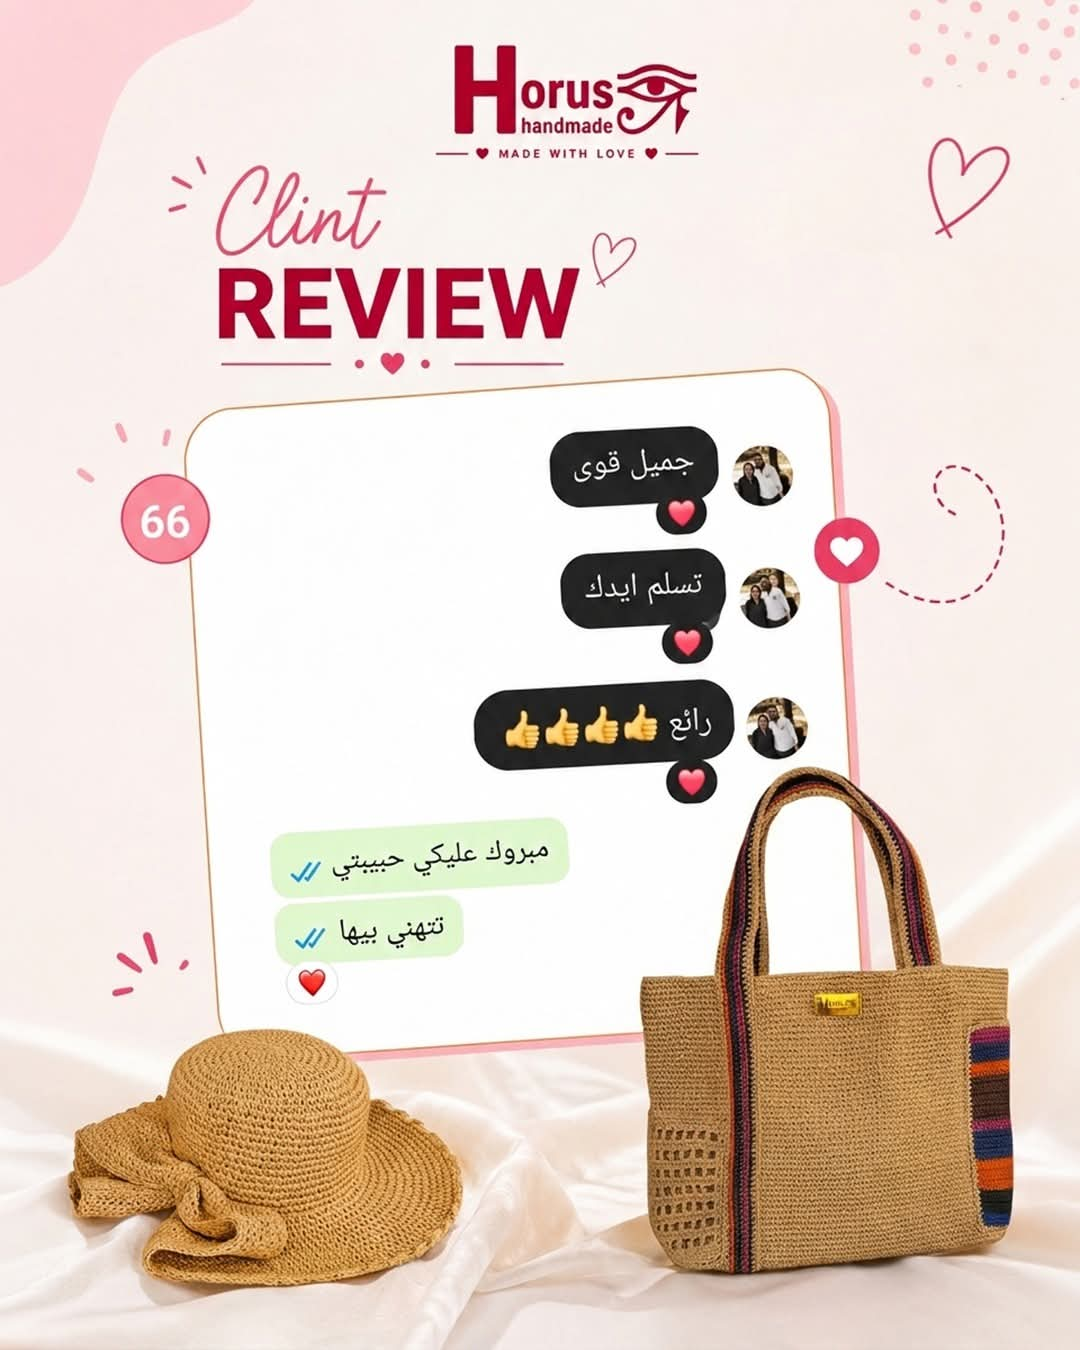 Horus
handmade
MADE WITH LOVE
Clint
REVIEW
66
جميل قوى
تسلم ايدك
رائع 👍👍👍👍
مبروك عليكي حبيبتي
تتهني بيها